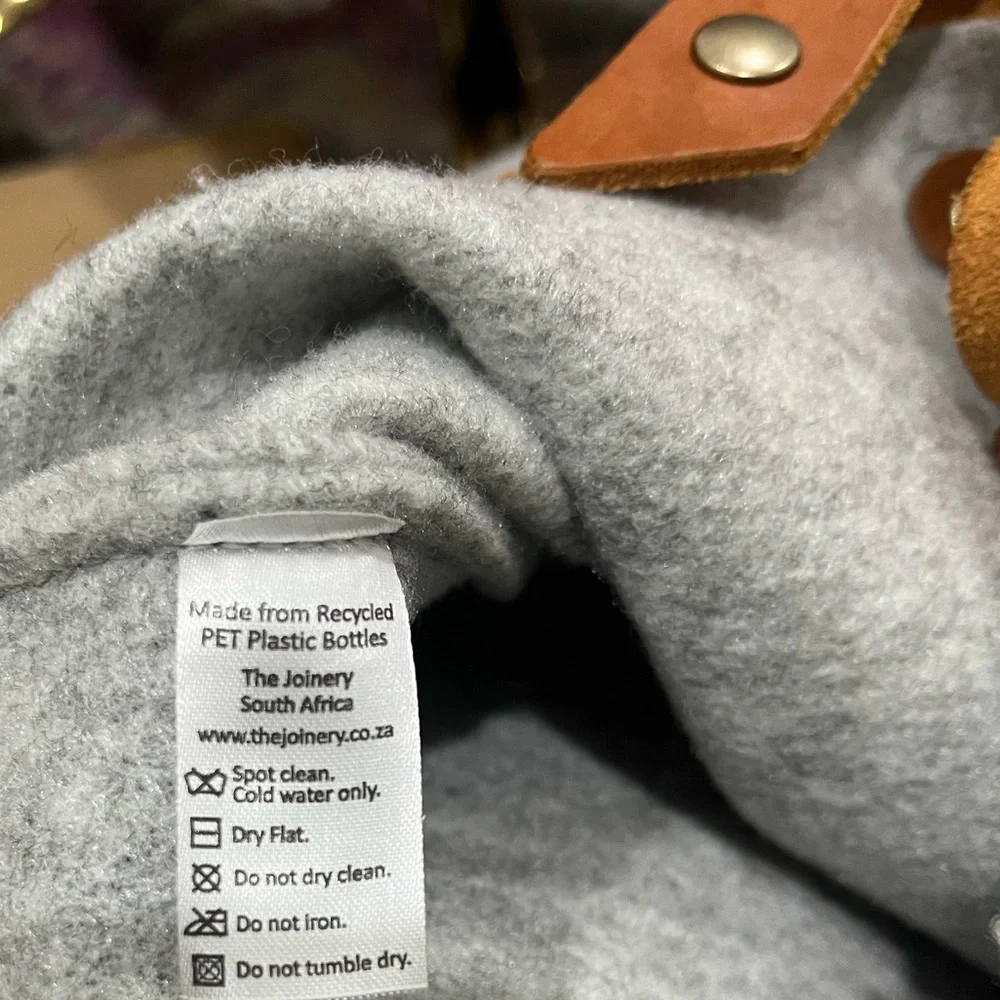 Made from Recycled
PET Plastic Bottles
The Joinery
South Africa
www.thejoinery.co.za
Spot clean.
Cold water only.
Dry Flat.
Do not dry clean.
Do not iron.
Do not tumble dry.